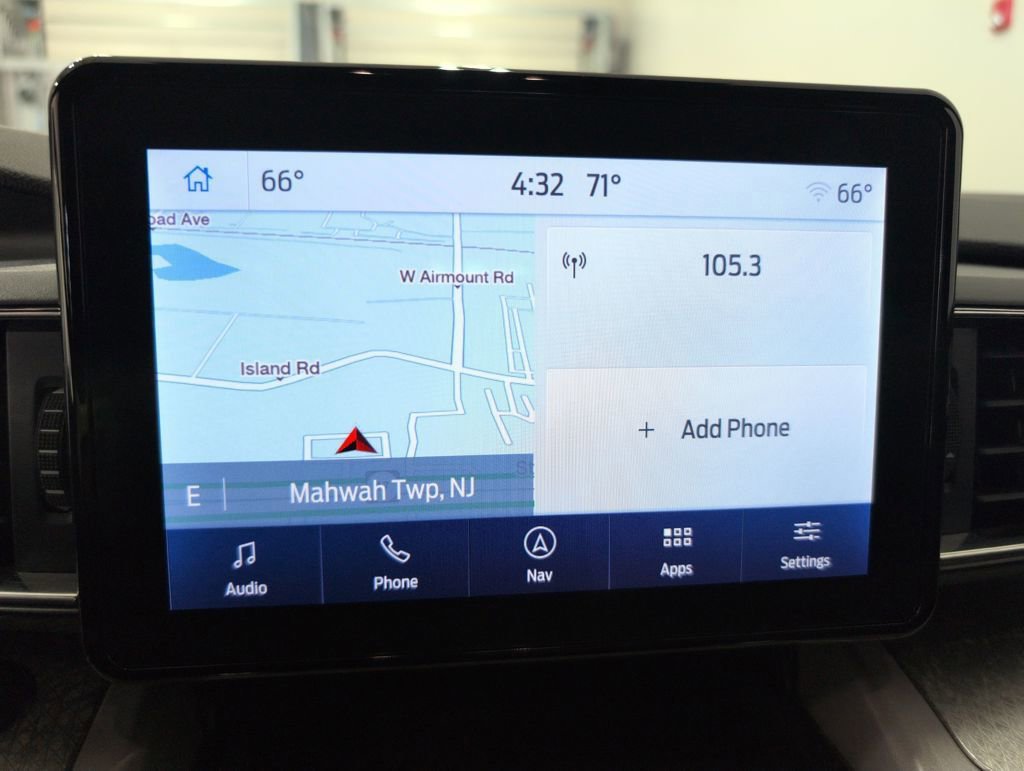 66° 4:32 71° 66°
oad Ave
W Airmount Rd
105.3
Island Rd
+ Add Phone
E Mahwah Twp, NJ
Audio Phone Nav Apps Settings